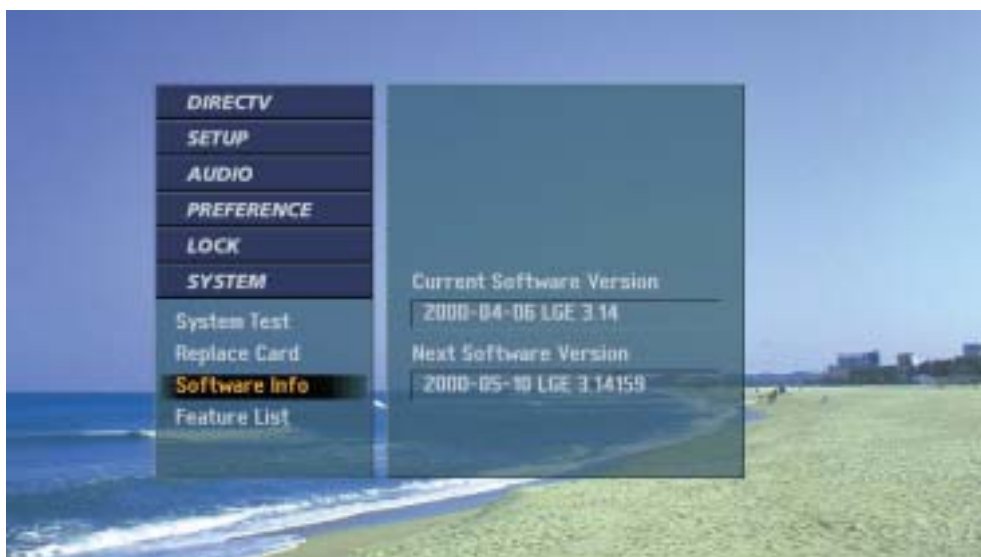 DIRECTV
SETUP
AUDIO
PREFERENCE
LOCK
SYSTEM
System Test
Replace Card
Software Info
Feature List
Current Software Version
2000-04-06 LGE 3.14
Next Software Version
2000-05-10 LGE 3.14159